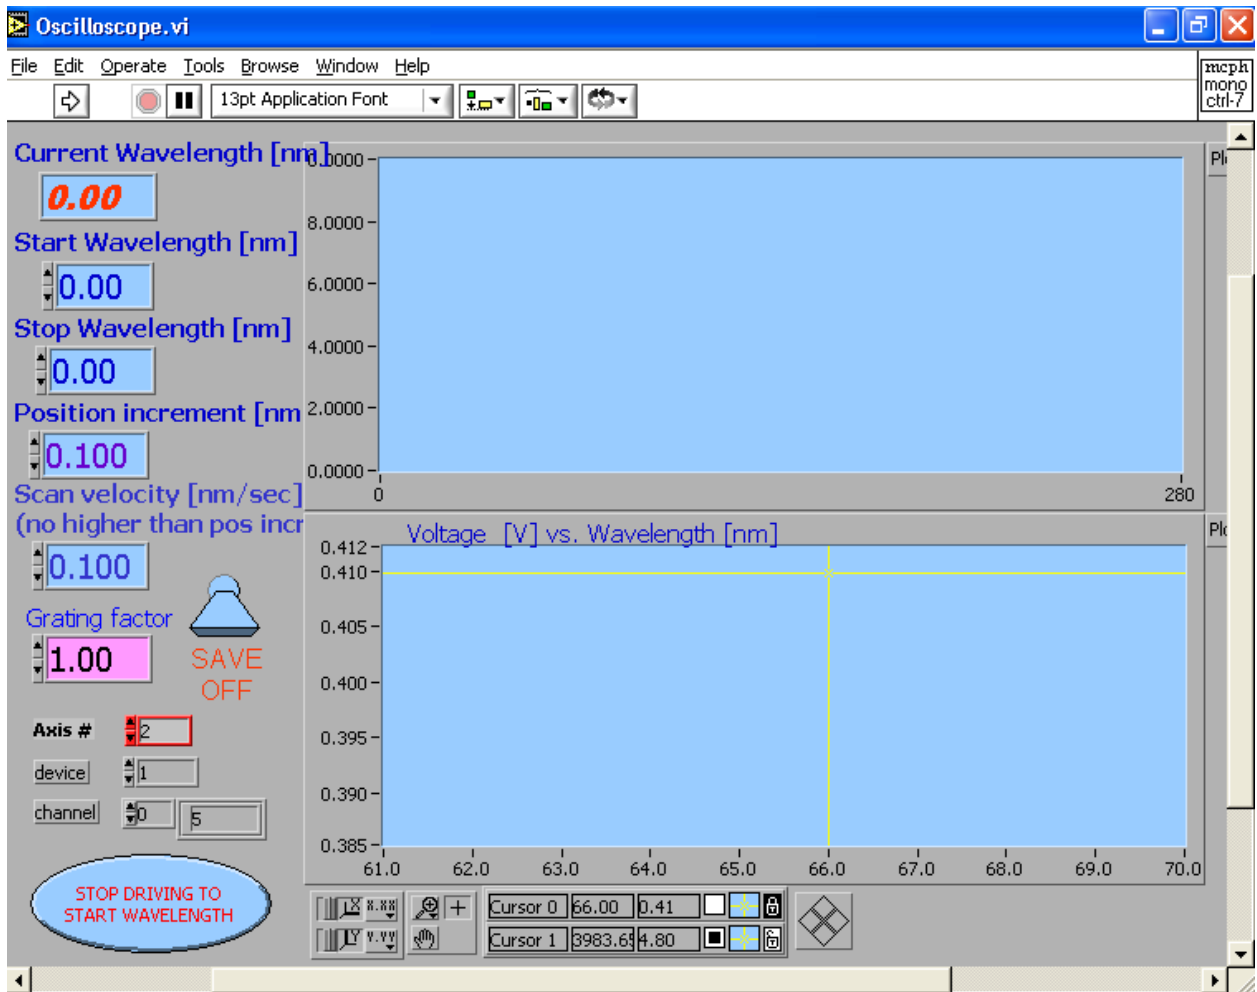 Oscilloscope.vi
File Edit Operate Tools Browse Window Help
13pt Application Font
mcph
mono
ctrl-7
Current Wavelength [nm]
0.00
Start Wavelength [nm]
0.00
Stop Wavelength [nm]
0.00
Position increment [nm
0.100
Scan velocity [nm/sec]
(no higher than pos incr
0.100
Grating factor
1.00
SAVE
OFF
Axis # 2
device 1
channel 0 5
STOP DRIVING TO
START WAVELENGTH
Plo
8.0000
6.0000
4.0000
2.0000
0.0000
0 280
Voltage [V] vs. Wavelength [nm]
Plo
0.412
0.410
0.405
0.400
0.395
0.390
0.385
61.0 62.0 63.0 64.0 65.0 66.0 67.0 68.0 69.0 70.0
X X.XX
Y Y.YY
Cursor 0 66.00 0.41
Cursor 1 3983.65 4.80